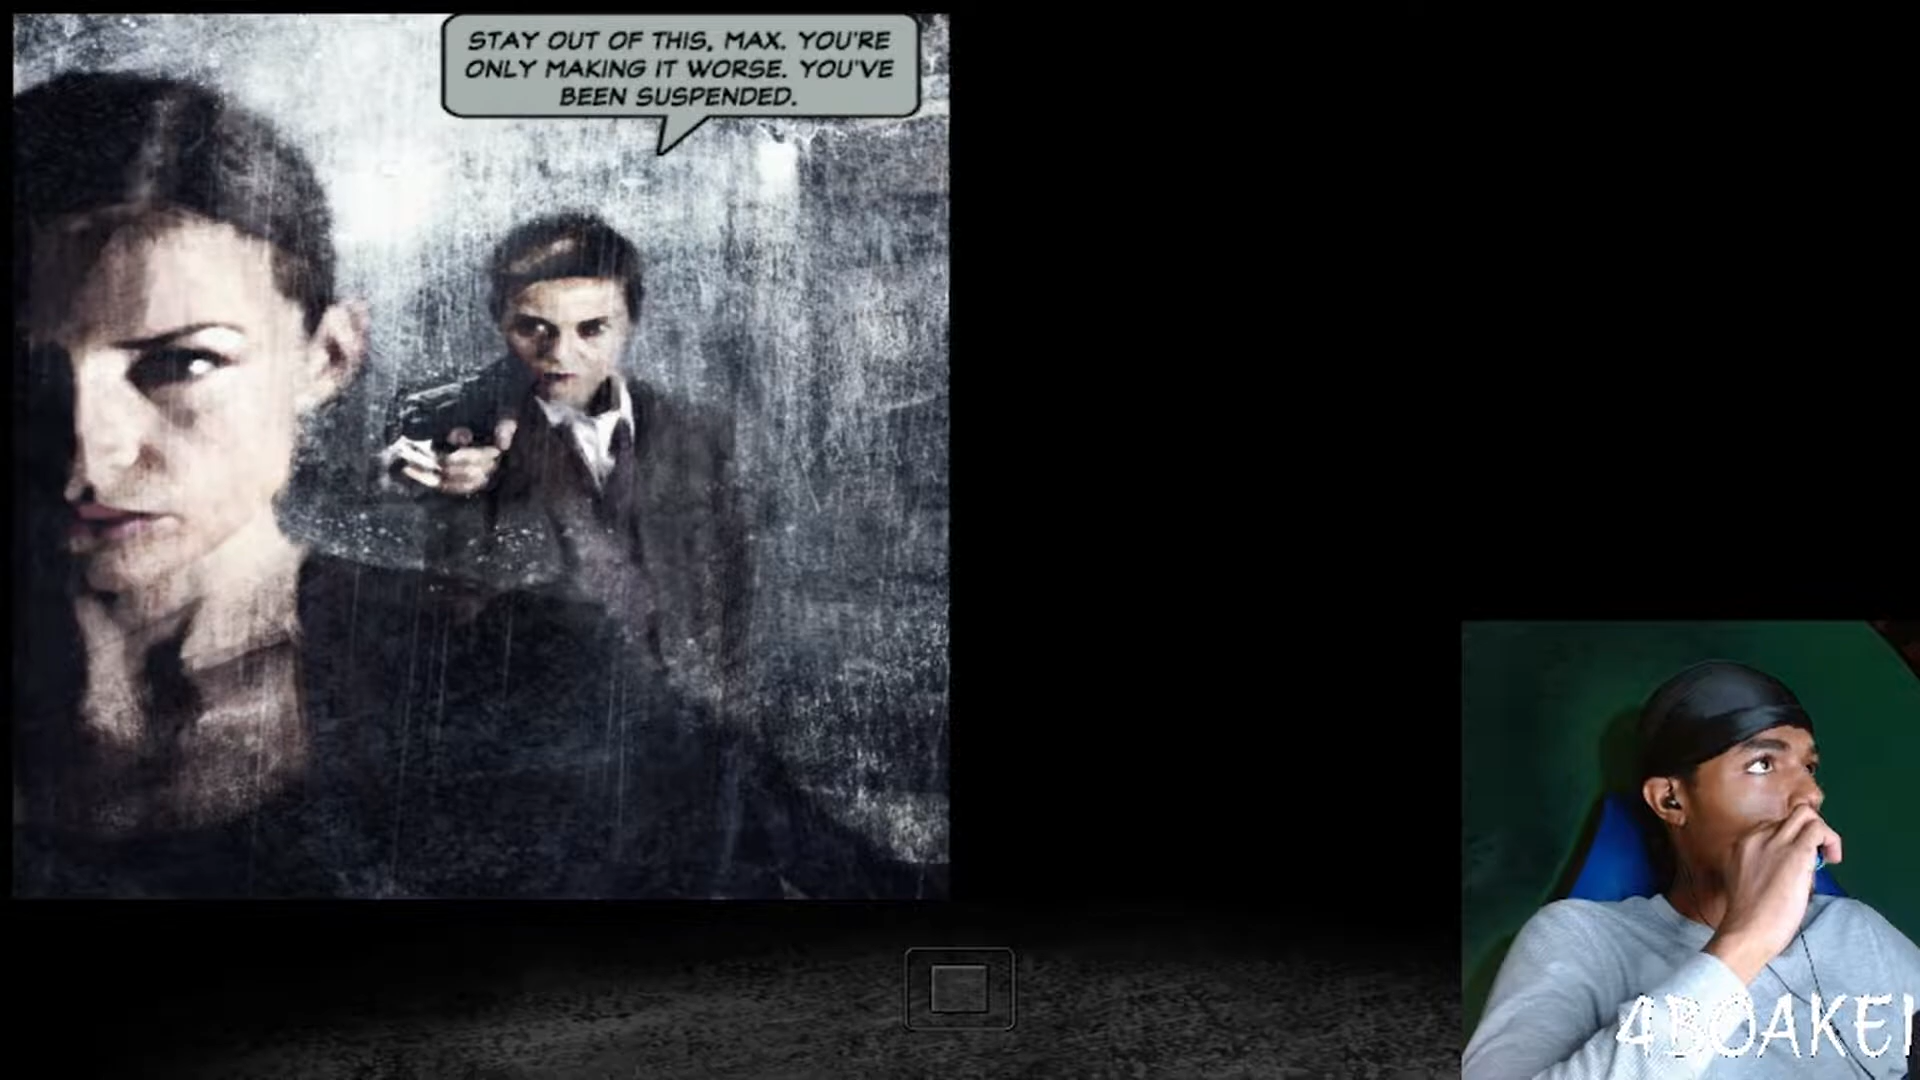 STAY OUT OF THIS, MAX. YOU'RE
ONLY MAKING IT WORSE. YOU'VE
BEEN SUSPENDED.
4BOAKEI